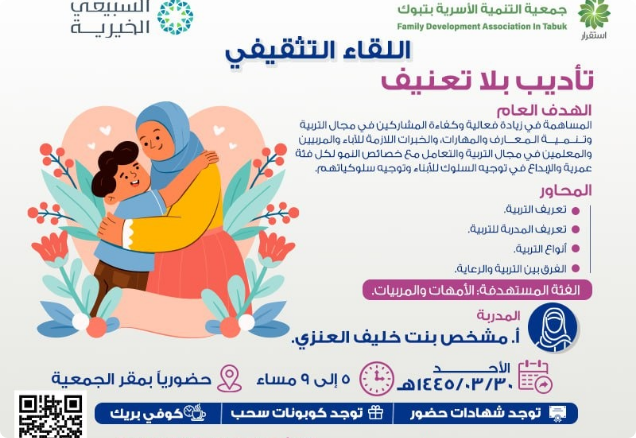 جمعية التنمية الأسرية بتبوك
Family Development Association In Tabuk
استقرار
السبيعي
الخيرية
اللقاء التثقيفي
تأديب بلا تعنيف
الهدف العام
المساهمة في زيادة فعالية وكفاءة المشاركين في مجال التربية
وتنمية المعارف والمهارات، والخبرات اللازمة للآباء والمربيين
والمعلمين في مجال التربية والتعامل مع خصائص النمو لكل فئة
عمرية والإبداع في توجيه السلوك للأبناء وتوجيه سلوكياتهم.
المحاور
تعريف التربية.
تعريف المدربة للتربية.
أنواع التربية.
الفرق بين التربية والرعاية.
الفئة المستهدفة: الأمهات والمربيات.
المدربة
أ. مشخص بنت خليف العنزي.
الأحد
١٤٤٥/٠٣/٣٠هـ
٥ إلى ٩ مساء
حضورياً بمقر الجمعية
توجد شهادات حضور
توجد كوبونات سحب
كوفي بريك